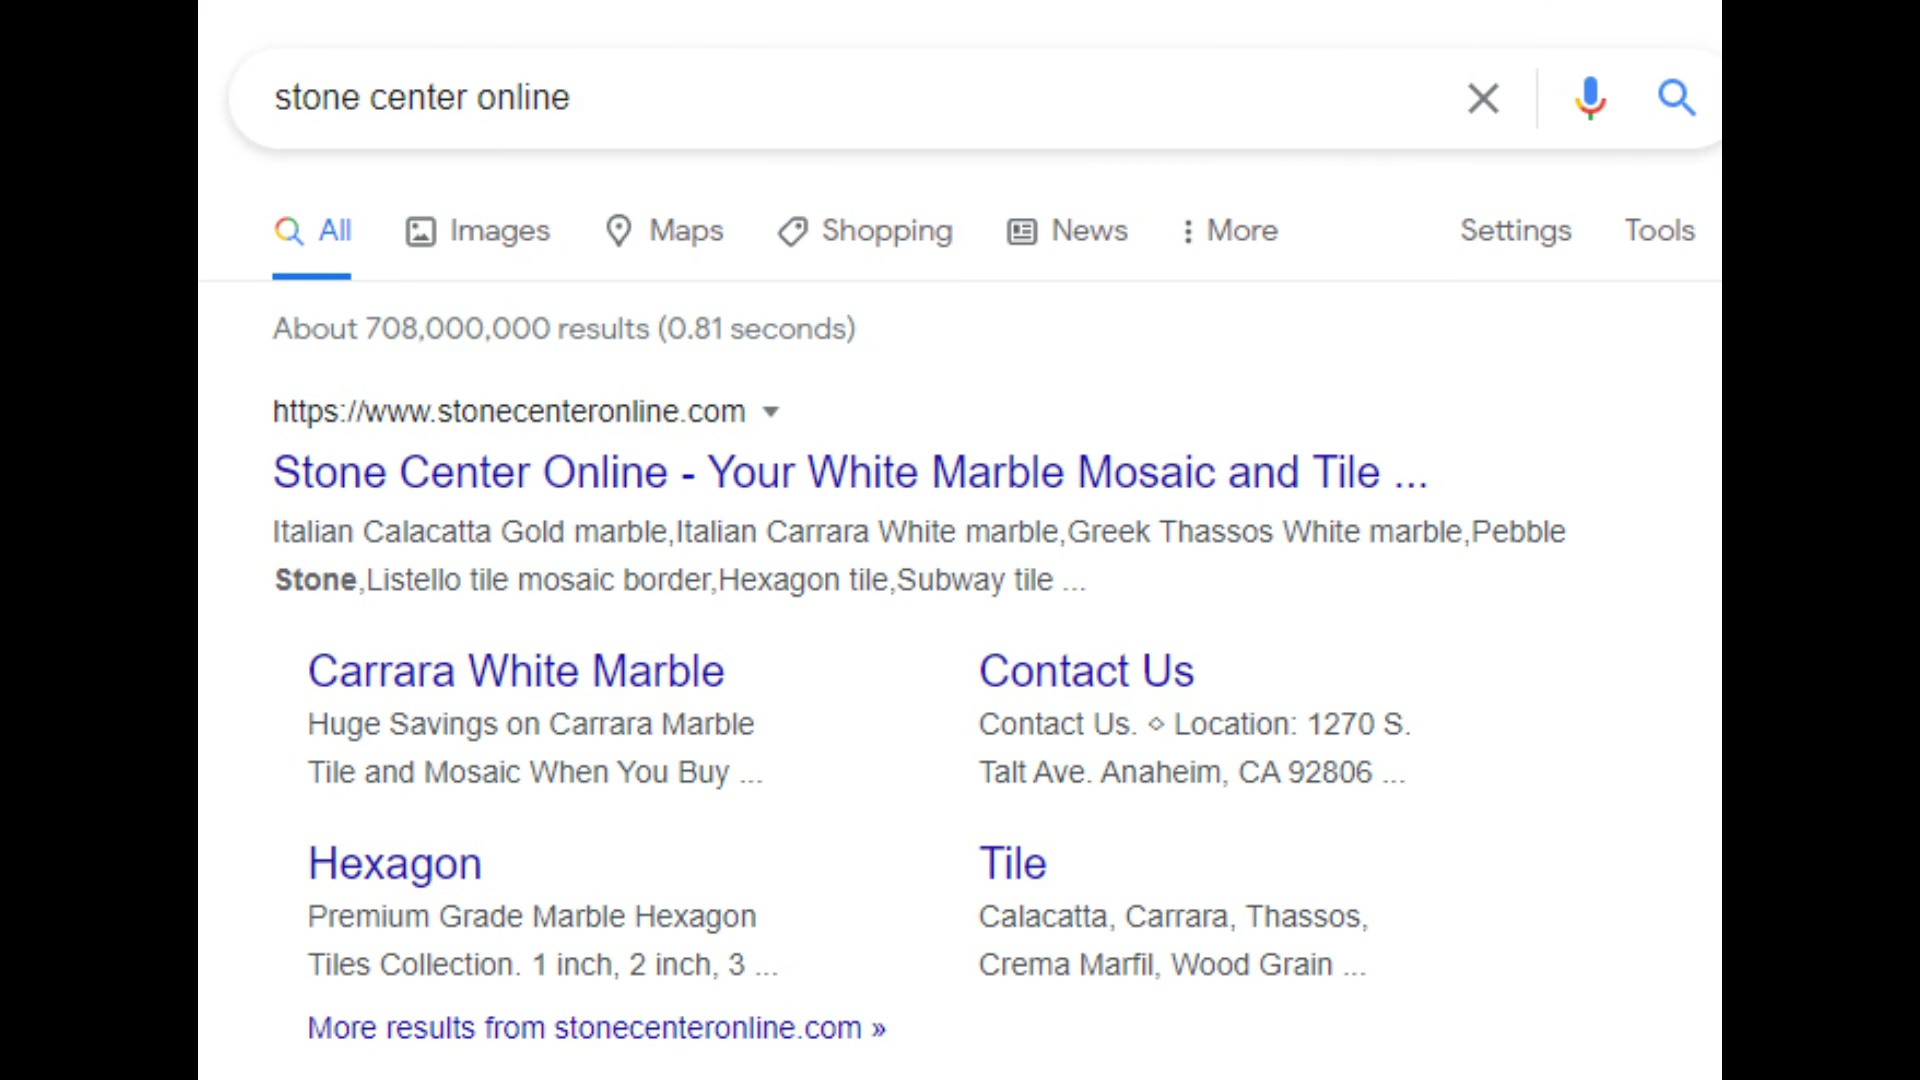 stone center online
All Images Maps Shopping News More Settings Tools
About 708,000,000 results (0.81 seconds)
https://www.stonecenteronline.com
Stone Center Online - Your White Marble Mosaic and Tile ...
Italian Calacatta Gold marble,Italian Carrara White marble,Greek Thassos White marble,Pebble
Stone,Listello tile mosaic border,Hexagon tile,Subway tile ...
Carrara White Marble
Huge Savings on Carrara Marble
Tile and Mosaic When You Buy ...
Contact Us
Contact Us. ⋄ Location: 1270 S.
Talt Ave. Anaheim, CA 92806 ...
Hexagon
Premium Grade Marble Hexagon
Tiles Collection. 1 inch, 2 inch, 3 ...
Tile
Calacatta, Carrara, Thassos,
Crema Marfil, Wood Grain ...
More results from stonecenteronline.com »